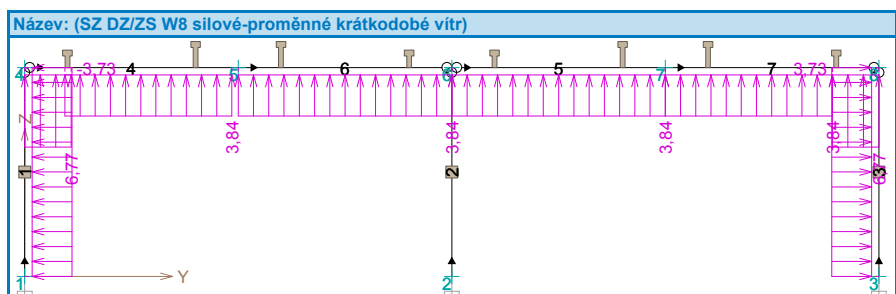 Název: (SZ DZ/ZS W8 silové-proměnné krátkodobé vítr)
4 -3,73 4 5 6 6 5 7 7 3,73 8
Z
6,77 3,84 3,84 3,84 3,84 6,77
1 2 3
Y
1 2 3